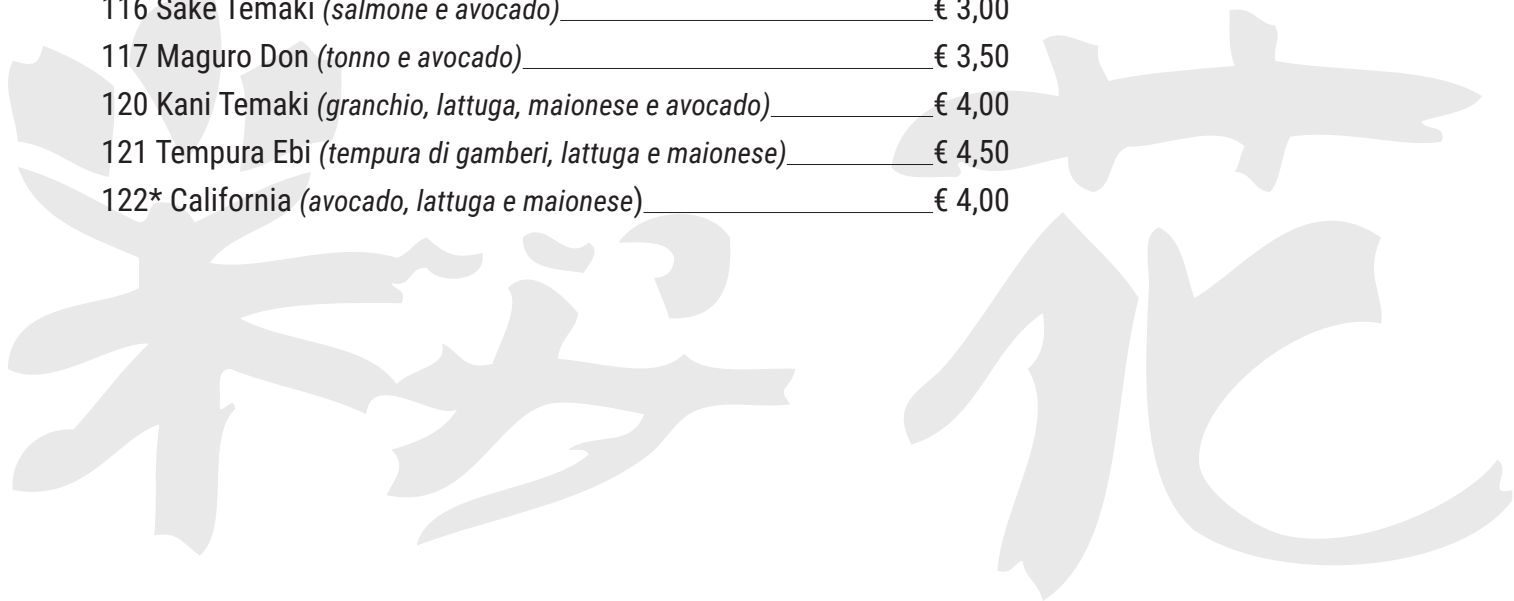 116 Sake Temaki (salmone e avocado) € 3,00
117 Maguro Don (tonno e avocado) € 3,50
120 Kani Temaki (granchio, lattuga, maionese e avocado) € 4,00
121 Tempura Ebi (tempura di gamberi, lattuga e maionese) € 4,50
122* California (avocado, lattuga e maionese) € 4,00
桜花